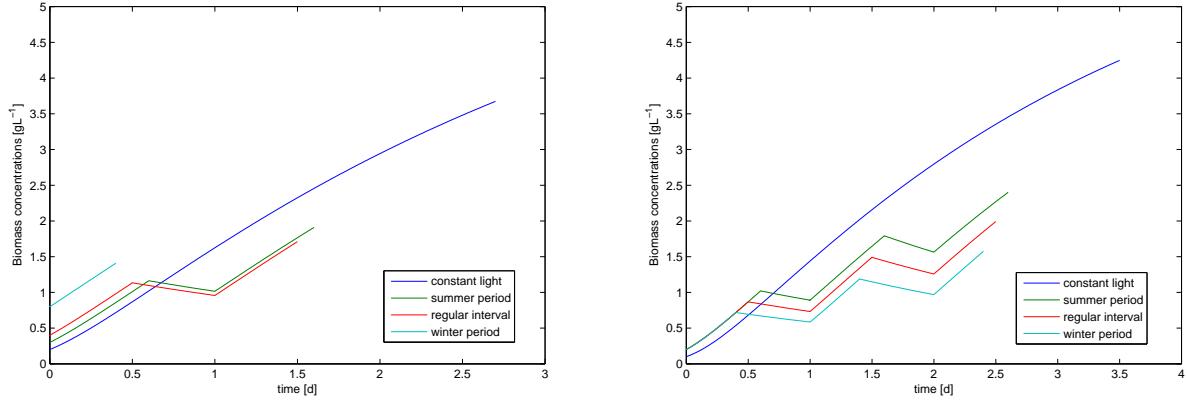 Biomass concentrations [gL−1]
5
4.5
4
3.5
3
2.5
2
1.5
1
0.5
0
0 0.5 1 1.5 2 2.5 3
time [d]
constant light
summer period
regular interval
winter period
Biomass concentrations [gL−1]
5
4.5
4
3.5
3
2.5
2
1.5
1
0.5
0
0 0.5 1 1.5 2 2.5 3 3.5 4
time [d]
constant light
summer period
regular interval
winter period